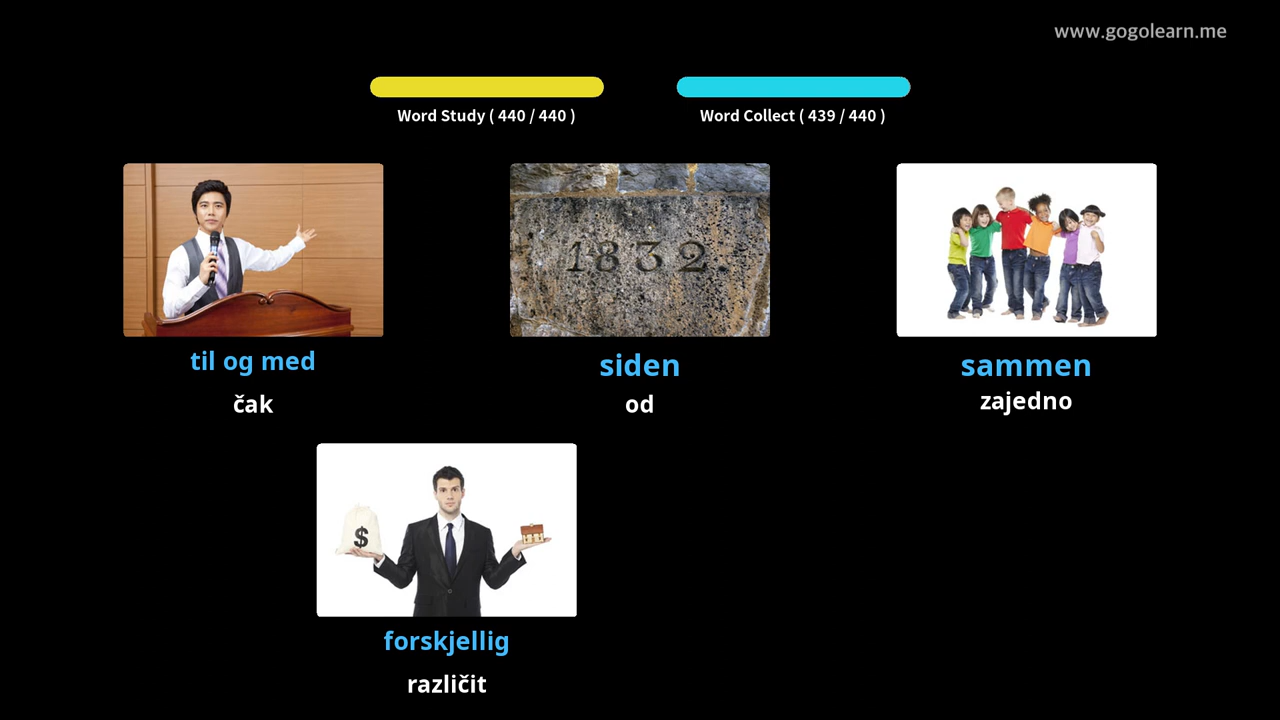 www.gogolearn.me
Word Study ( 440 / 440 )
Word Collect ( 439 / 440 )
1832.
$
til og med
siden
sammen
čak
od
zajedno
forskjellig
različit